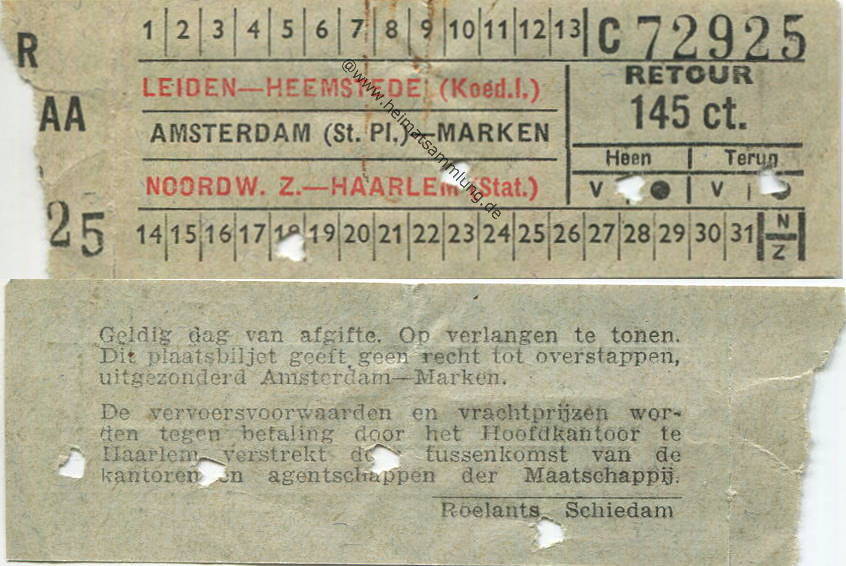 R
AA
25
1 2 3 4 5 6 7 8 9 10 11 12 13
C 72925
LEIDEN—HEEMSTEDE (Koed.l.)
AMSTERDAM (St. Pl.)—MARKEN
NOORDW. Z.—HAARLEM (Stat.)
RETOUR
145 ct.
Heen Terug
V V
14 15 16 17 18 19 20 21 22 23 24 25 26 27 28 29 30 31 N/Z
@www.heimatsammlung.de
Geldig dag van afgifte. Op verlangen te tonen.
Dit plaatsbiljet geeft geen recht tot overstappen,
uitgezonderd Amsterdam—Marken.
De vervoersvoorwaarden en vrachtprijzen wor-
den tegen betaling door het Hoofdkantoor te
Haarlem verstrekt door tussenkomst van de
kantoren en agentschappen der Maatschappij.
Roelants Schiedam